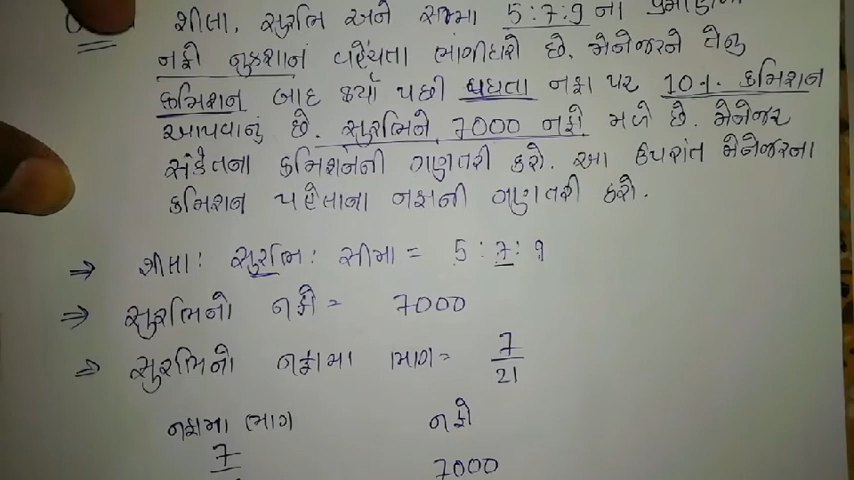 શીલા, સુરભિ અને સીમા 5:7:9 ના પ્રમાણમાં
નફો નુકશાન વહેંચતા ભાગીદારો છે. મેનેજરને તેનુ
કમિશન બાદ કર્યા પછી વધતા નફા પર 10% કમિશન
આપવાનું છે. સુરભિને 7000 નફો મળે છે. મેનેજર
સંકેતના કમિશનની ગણતરી કરો. આ ઉપરાંત મેનેજરના
કમિશન પહેલાના નફાની ગણતરી કરો.
⇒ શીલા : સુરભિ : સીમા = 5 : 7 : 9
⇒ સુરભિનો નફો = 7000
⇒ સુરભિનો નફામા ભાગ = 7/21
નફામા ભાગ નફો
7 7000